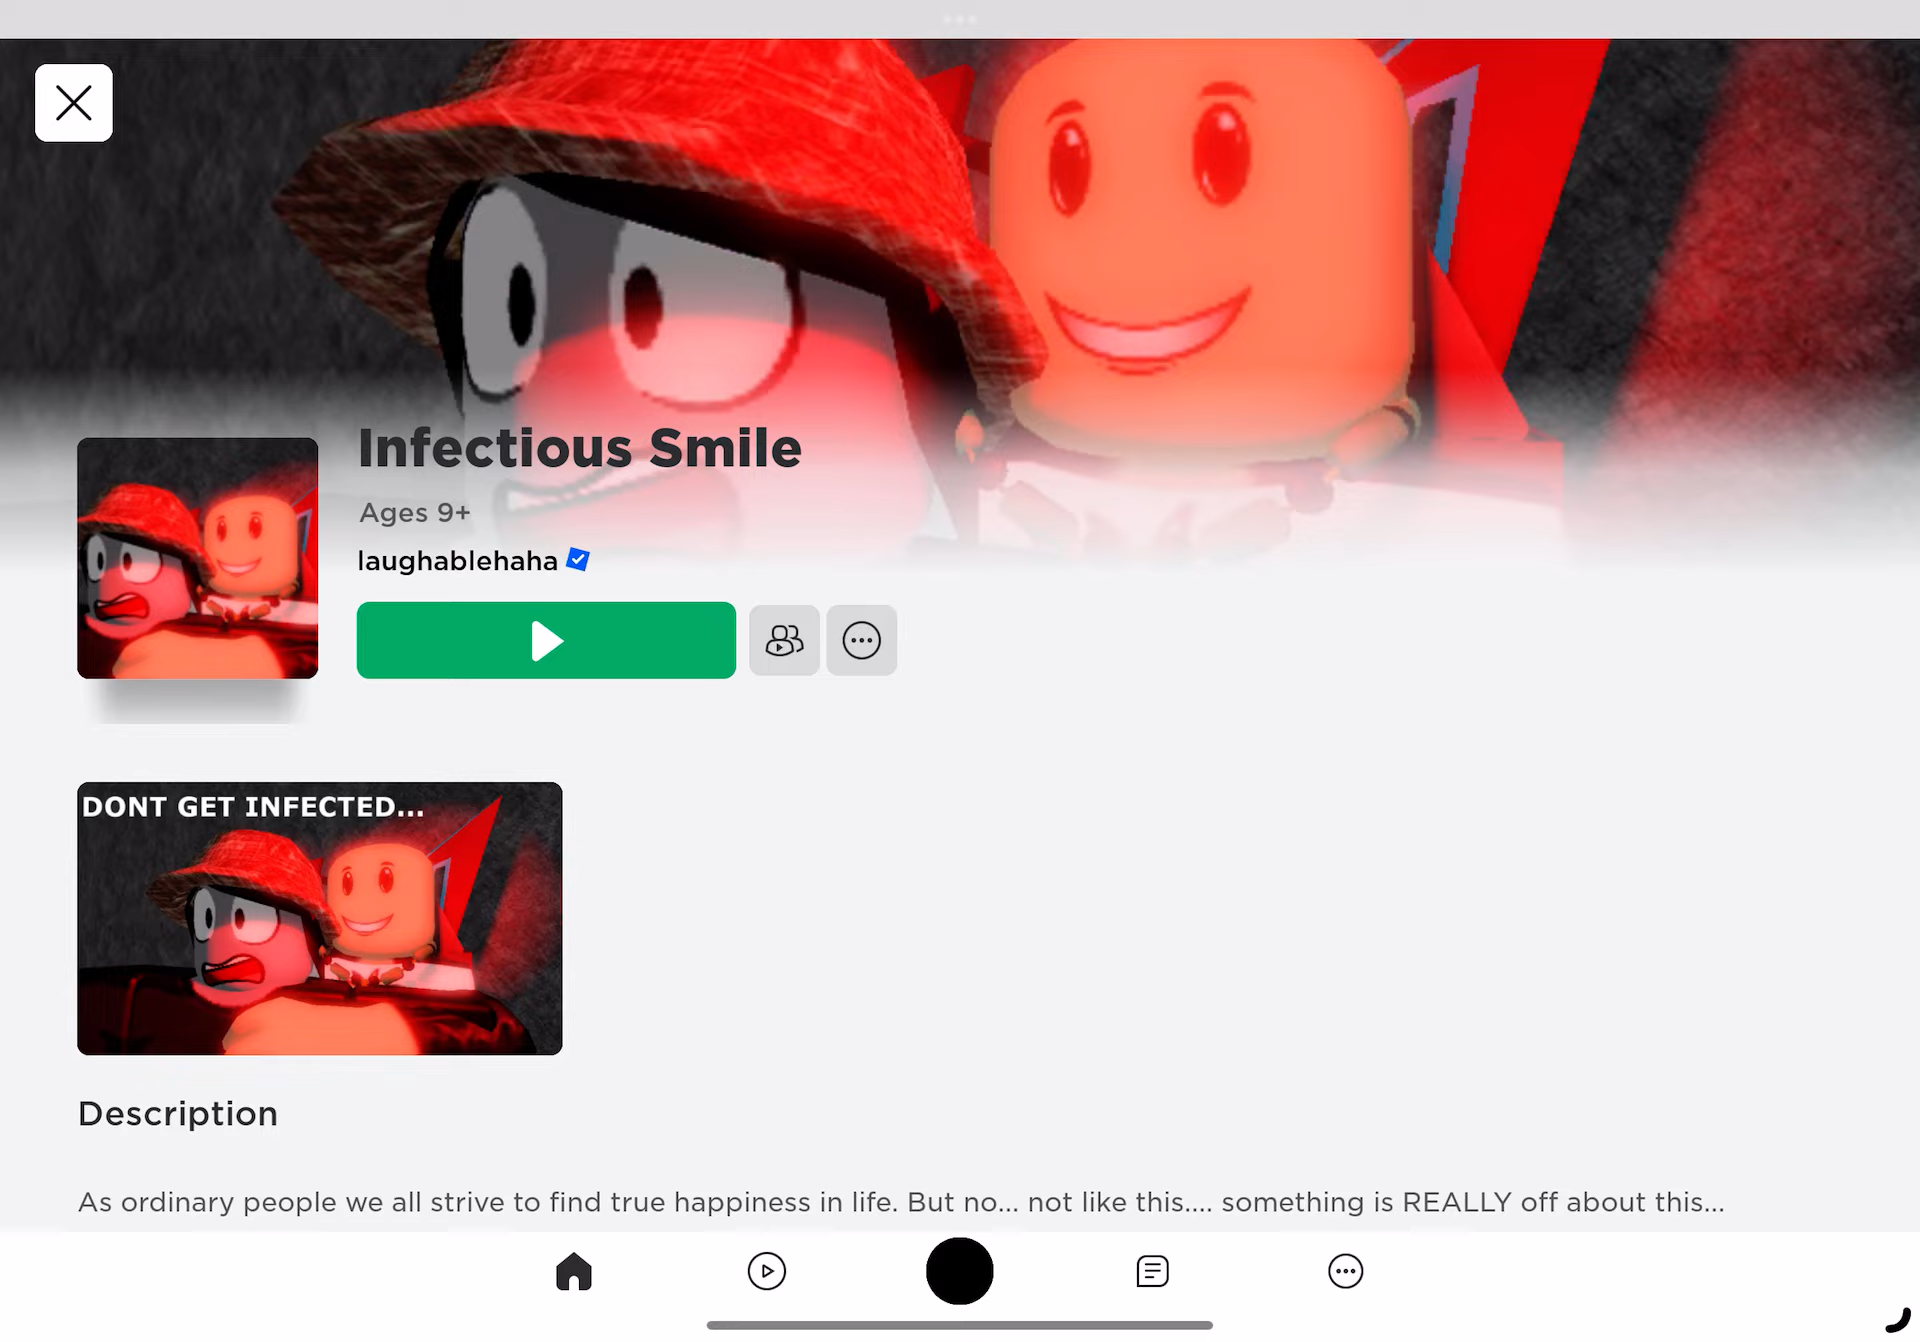 Infectious Smile
Ages 9+
laughablehaha
DONT GET INFECTED...
Description
As ordinary people we all strive to find true happiness in life. But no... not like this.... something is REALLY off about this...